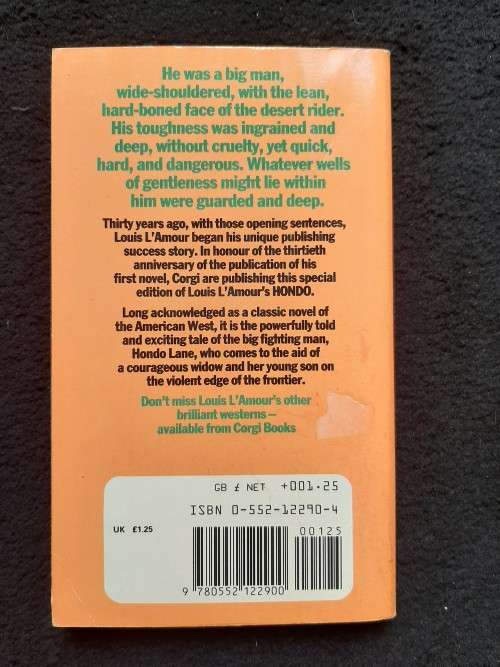 He was a big man,
wide-shouldered, with the lean,
hard-boned face of the desert rider.
His toughness was ingrained and
deep, without cruelty, yet quick,
hard, and dangerous. Whatever wells
of gentleness might lie within
him were guarded and deep.
Thirty years ago, with those opening sentences,
Louis L'Amour began his unique publishing
success story. In honour of the thirtieth
anniversary of the publication of his
first novel, Corgi are publishing this special
edition of Louis L'Amour's HONDO.
Long acknowledged as a classic novel of
the American West, it is the powerfully told
and exciting tale of the big fighting man,
Hondo Lane, who comes to the aid of
a courageous widow and her young son on
the violent edge of the frontier.
Don't miss Louis L'Amour's other
brilliant westerns—
available from Corgi Books
GB £ NET +001.25
ISBN 0-552-12290-4
UK £1.25
00125
9 780552 122900